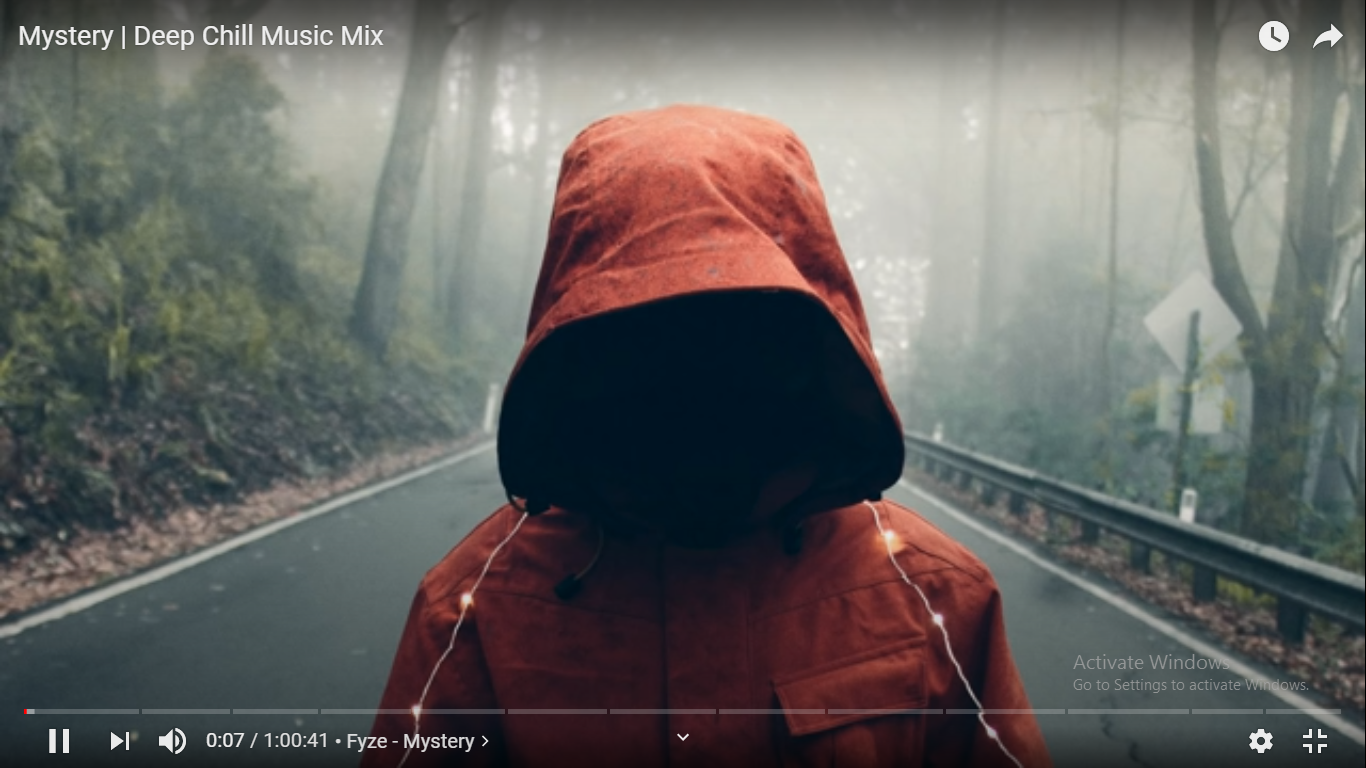 Mystery | Deep Chill Music Mix
Activate Windows
Go to Settings to activate Windows.
0:07 / 1:00:41 • Fyze - Mystery